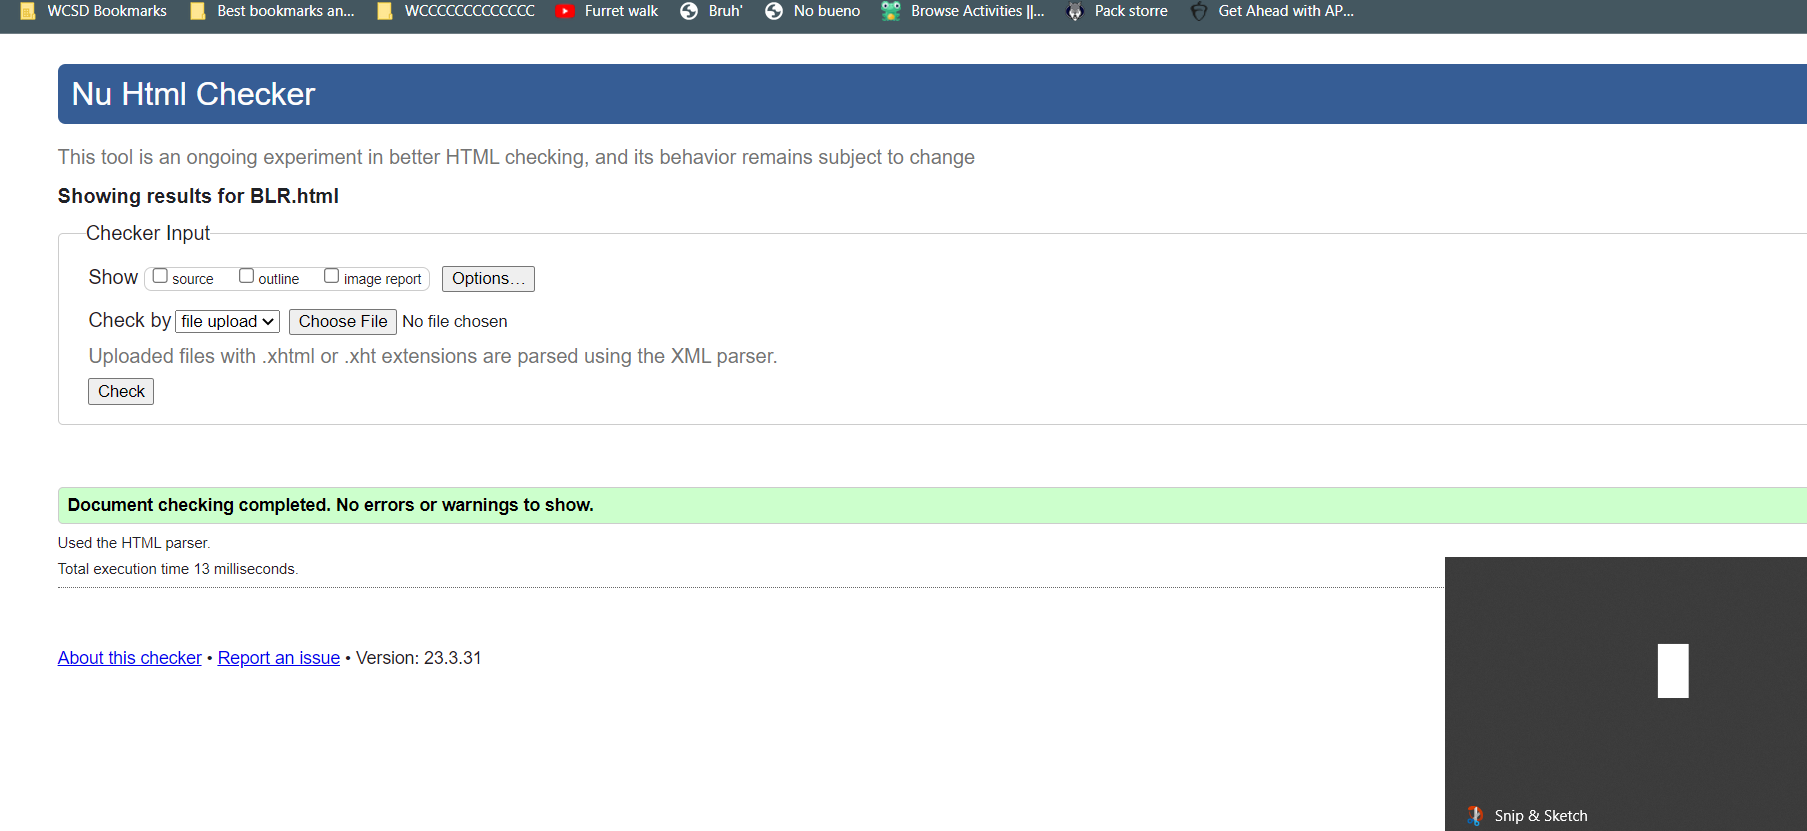 WCSD Bookmarks Best bookmarks an... WCCCCCCCCCCCC Furret walk Bruh' No bueno Browse Activities ||... Pack storre Get Ahead with AP...
Nu Html Checker
This tool is an ongoing experiment in better HTML checking, and its behavior remains subject to change
Showing results for BLR.html
Checker Input
Show source outline image report Options...
Check by file upload Choose File No file chosen
Uploaded files with .xhtml or .xht extensions are parsed using the XML parser.
Check
Document checking completed. No errors or warnings to show.
Used the HTML parser.
Total execution time 13 milliseconds.
About this checker • Report an issue • Version: 23.3.31
Snip & Sketch